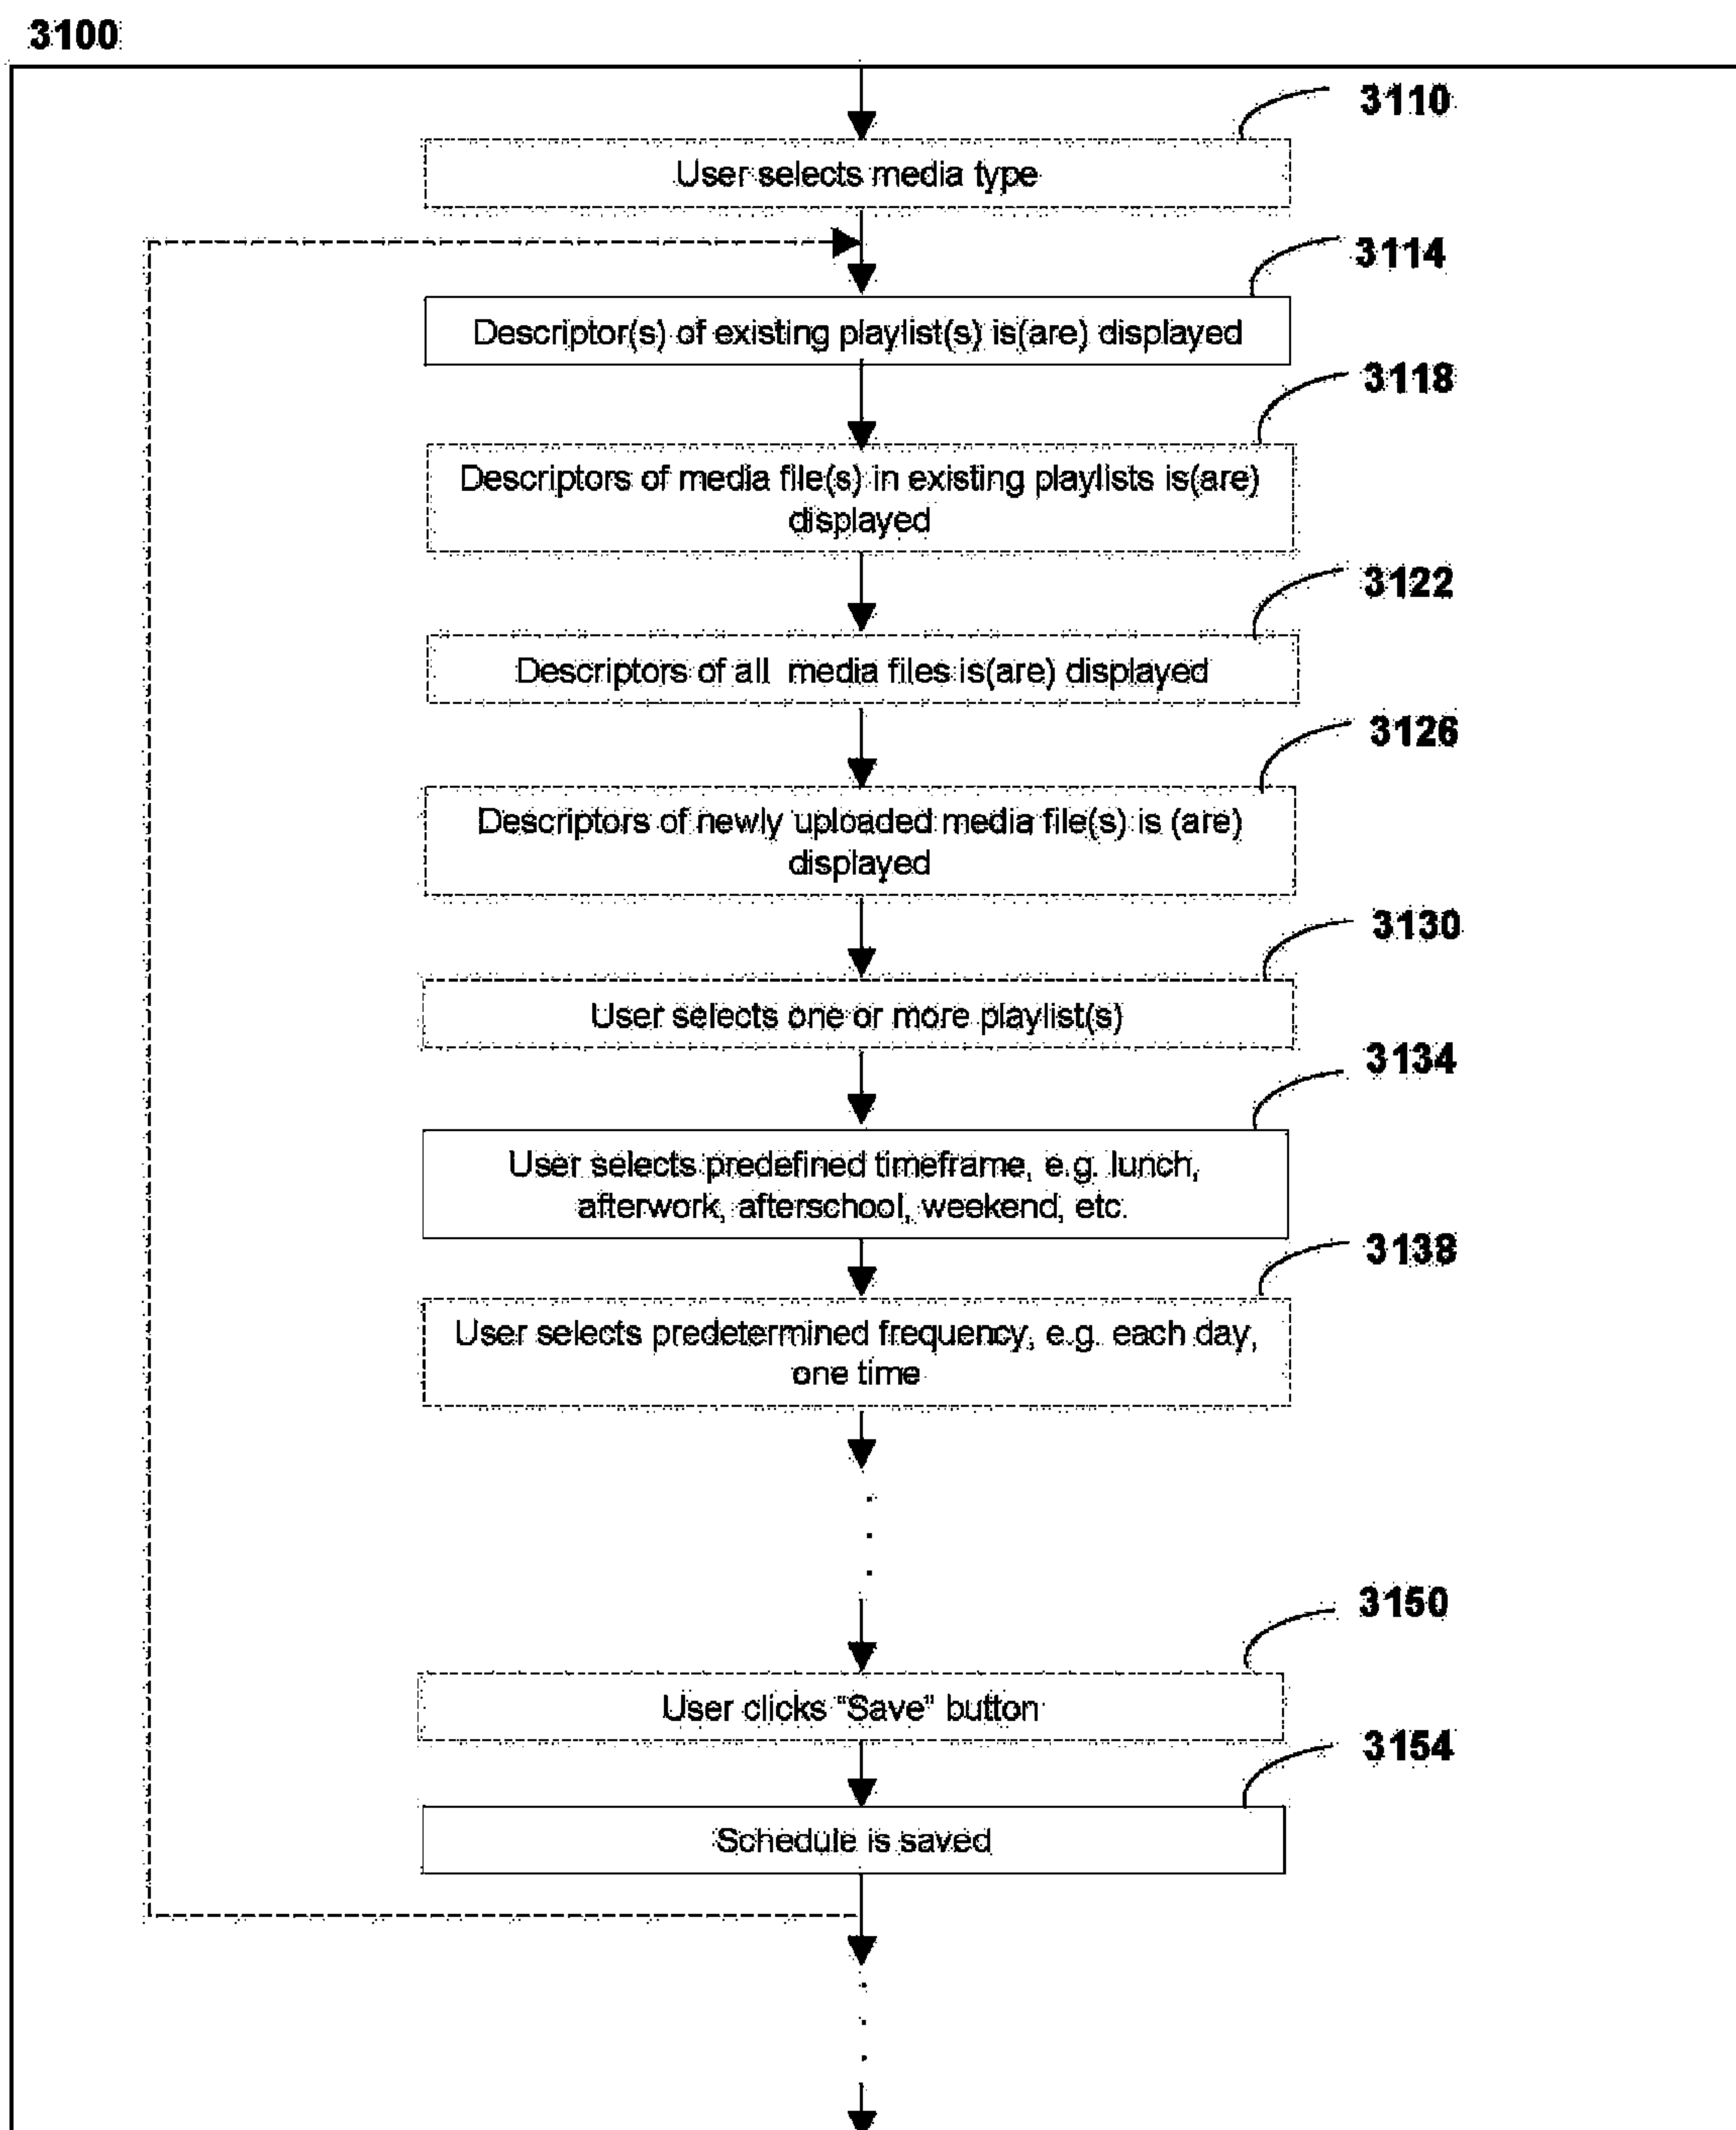 3100
3110
User selects media type
3114
Descriptor(s) of existing playlist(s) is(are) displayed
3118
Descriptors of media file(s) in existing playlists is(are)
displayed
3122
Descriptors of all media files is(are) displayed
3126
Descriptors of newly uploaded media file(s) is (are)
displayed
3130
User selects one or more playlist(s)
3134
User selects predefined timeframe, e.g. lunch,
afterwork, afterschool, weekend, etc.
3138
User selects predetermined frequency, e.g. each day,
one time
3150
User clicks “Save” button
3154
Schedule is saved